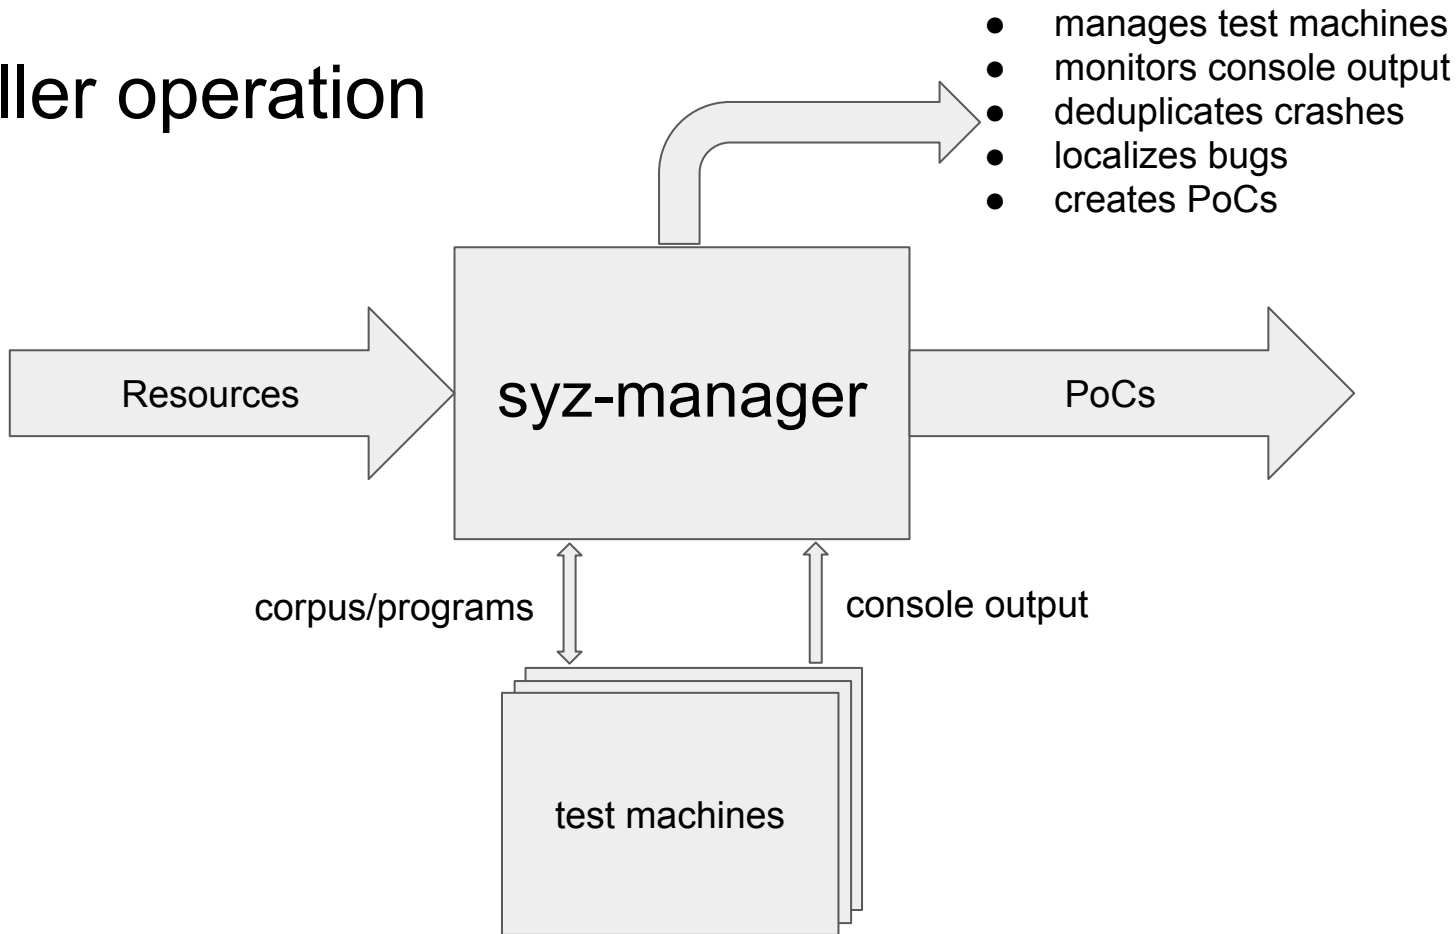 ller operation
● manages test machines
● monitors console output
● deduplicates crashes
● localizes bugs
● creates PoCs
Resources
syz-manager
PoCs
corpus/programs
console output
test machines